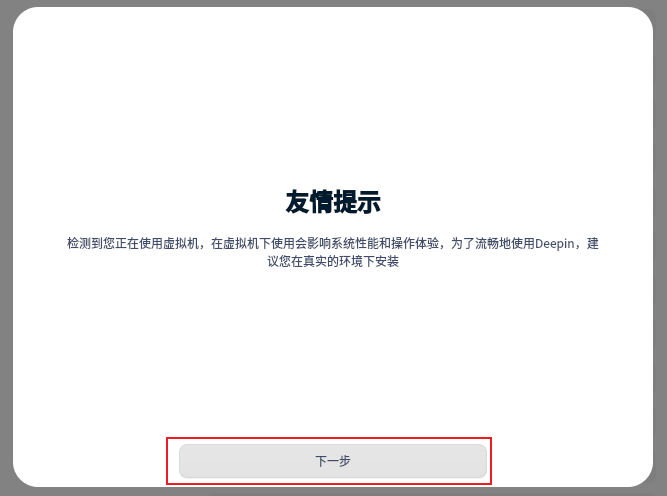 友情提示
检测到您正在使用虚拟机，在虚拟机下使用会影响系统性能和操作体验，为了流畅地使用Deepin，建
议您在真实的环境下安装
下一步